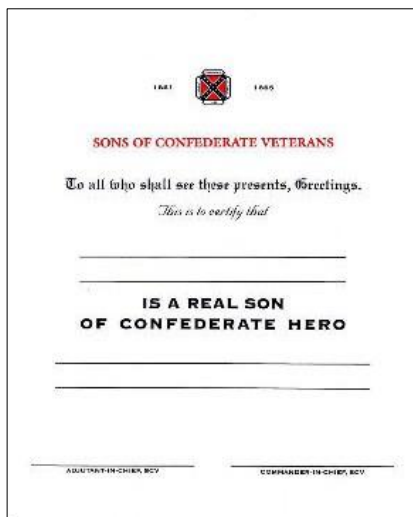 1861 1865
SONS OF CONFEDERATE VETERANS
To all who shall see these presents, Greetings.
This is to certify that
IS A REAL SON
OF CONFEDERATE HERO
ADJUTANT-IN-CHIEF, SCV COMMANDER-IN-CHIEF, SCV